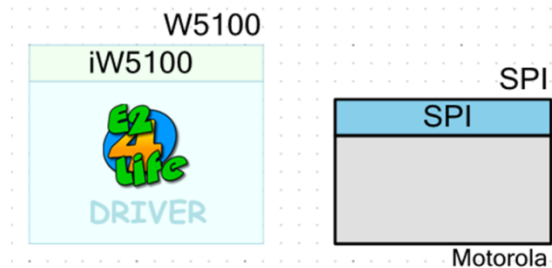 W5100
iW5100
E2
4
Life
DRIVER
SPI
SPI
Motorola